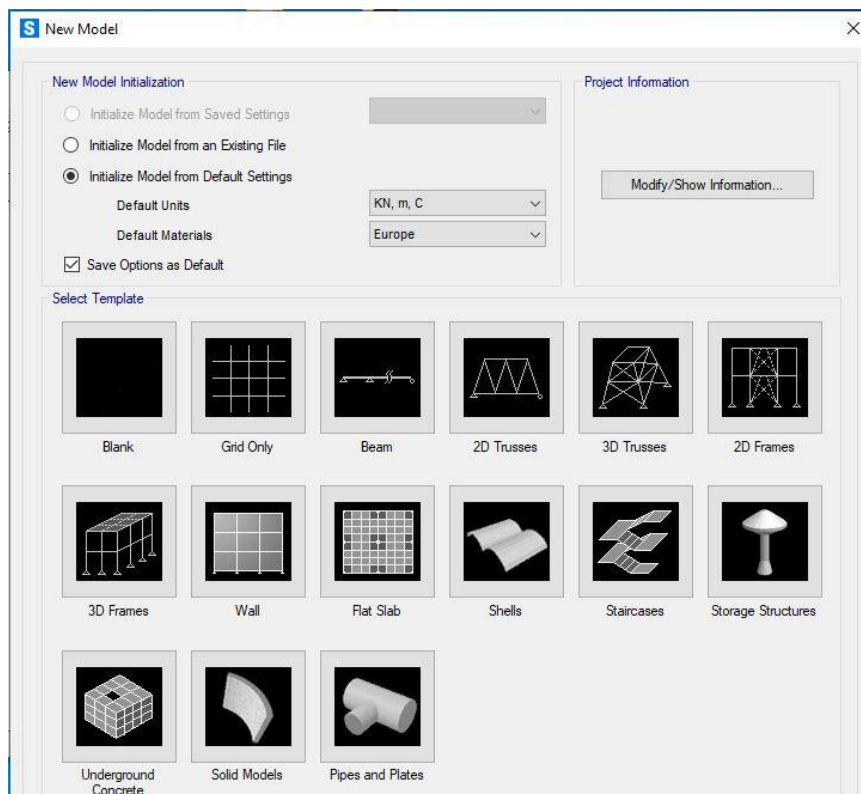 S New Model
New Model Initialization
Project Information
Initialize Model from Saved Settings
Initialize Model from an Existing File
Initialize Model from Default Settings
Modify/Show Information...
Default Units
KN, m, C
Default Materials
Europe
Save Options as Default
Select Template
Blank
Grid Only
Beam
2D Trusses
3D Trusses
2D Frames
3D Frames
Wall
Flat Slab
Shells
Staircases
Storage Structures
Underground
Concrete
Solid Models
Pipes and Plates